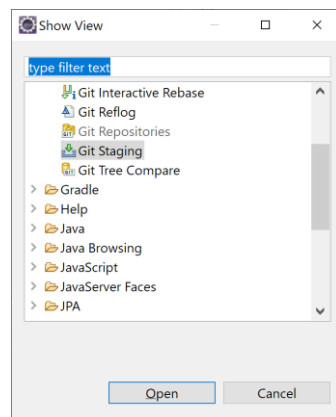 Show View
type filter text
Git Interactive Rebase
Git Reflog
Git Repositories
Git Staging
Git Tree Compare
Gradle
Help
Java
Java Browsing
JavaScript
JavaServer Faces
JPA
Open Cancel